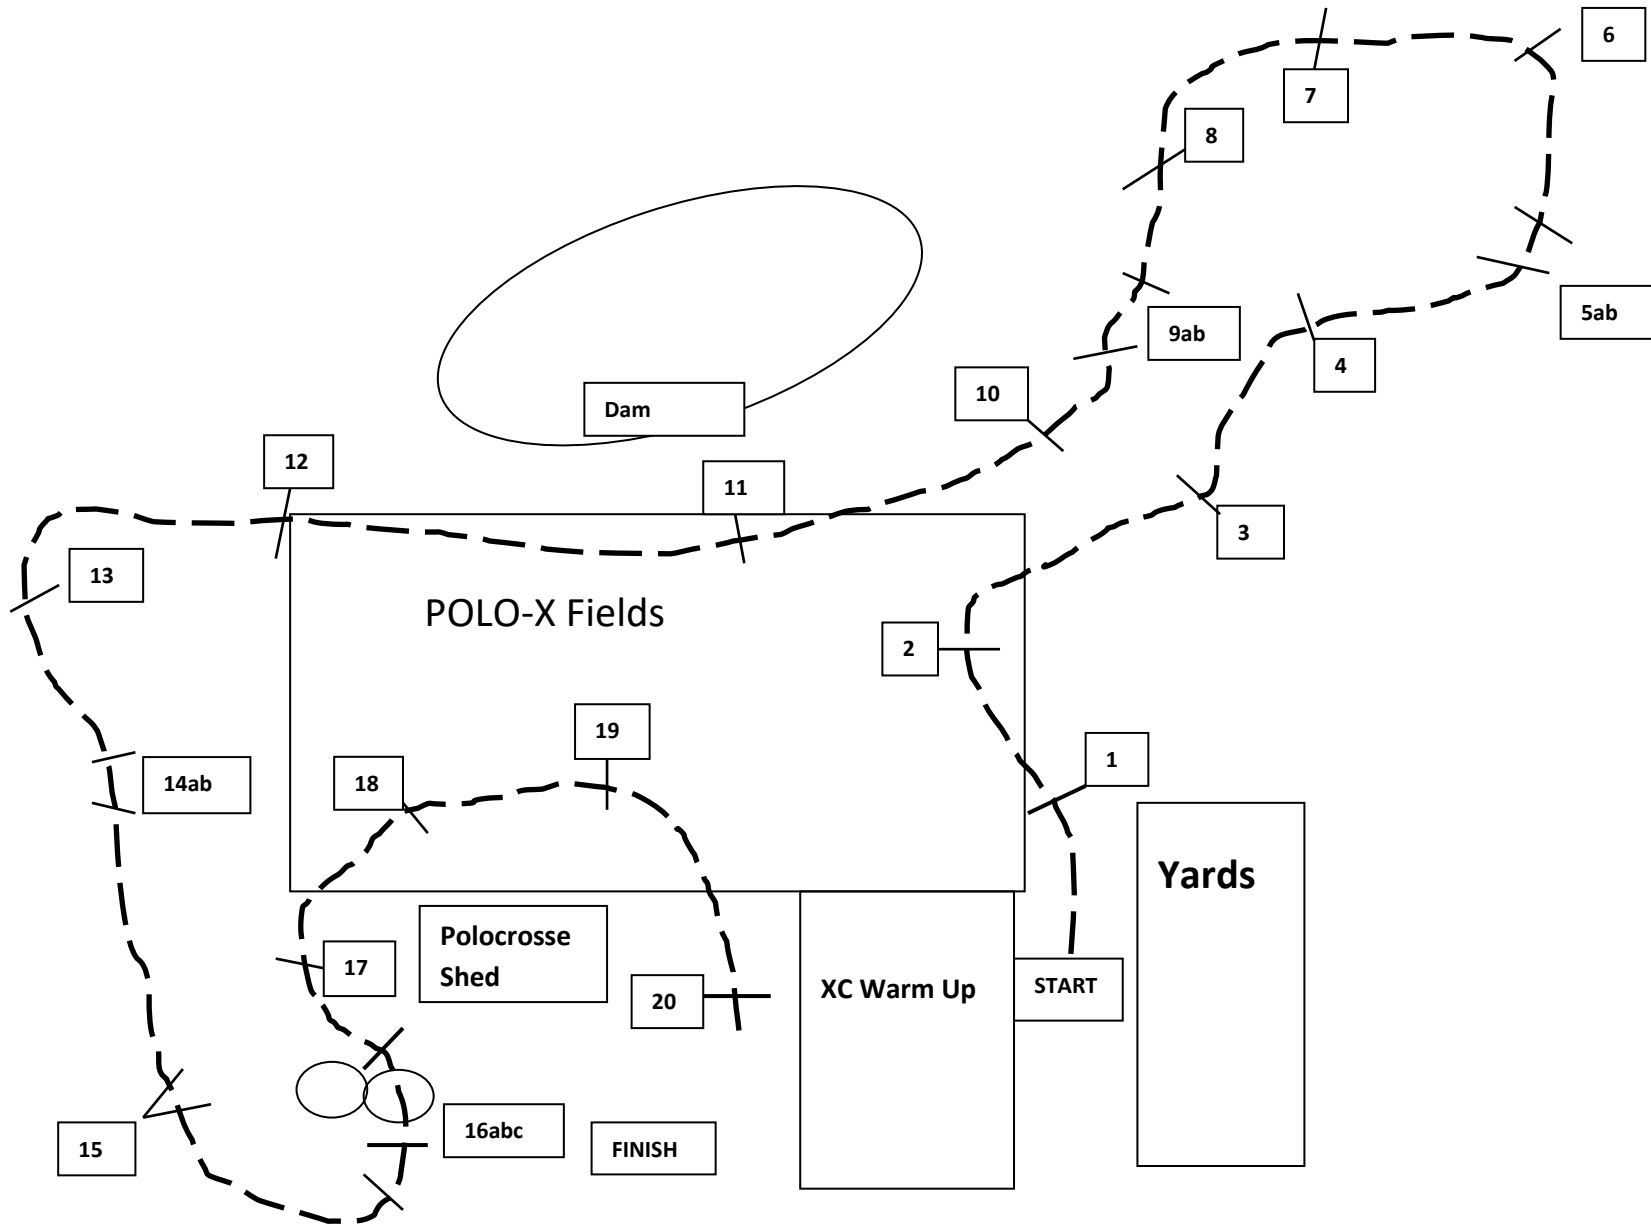 6
7
8
5ab
9ab
4
10
Dam
12
11
3
13
POLO-X Fields
2
19
1
14ab
18
Yards
Polocrosse
Shed
17
XC Warm Up
START
20
16abc
15
FINISH